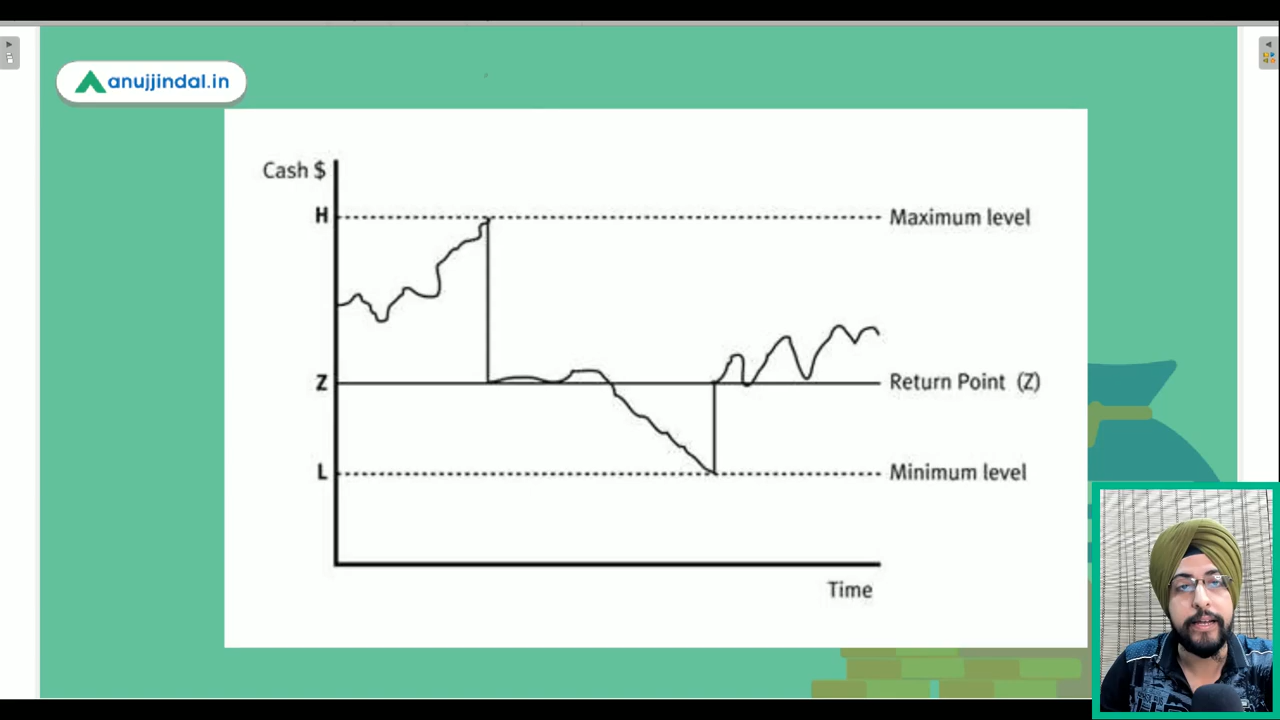 anujjindal.in
Cash $
H
Maximum level
Z
Return Point (Z)
L
Minimum level
Time